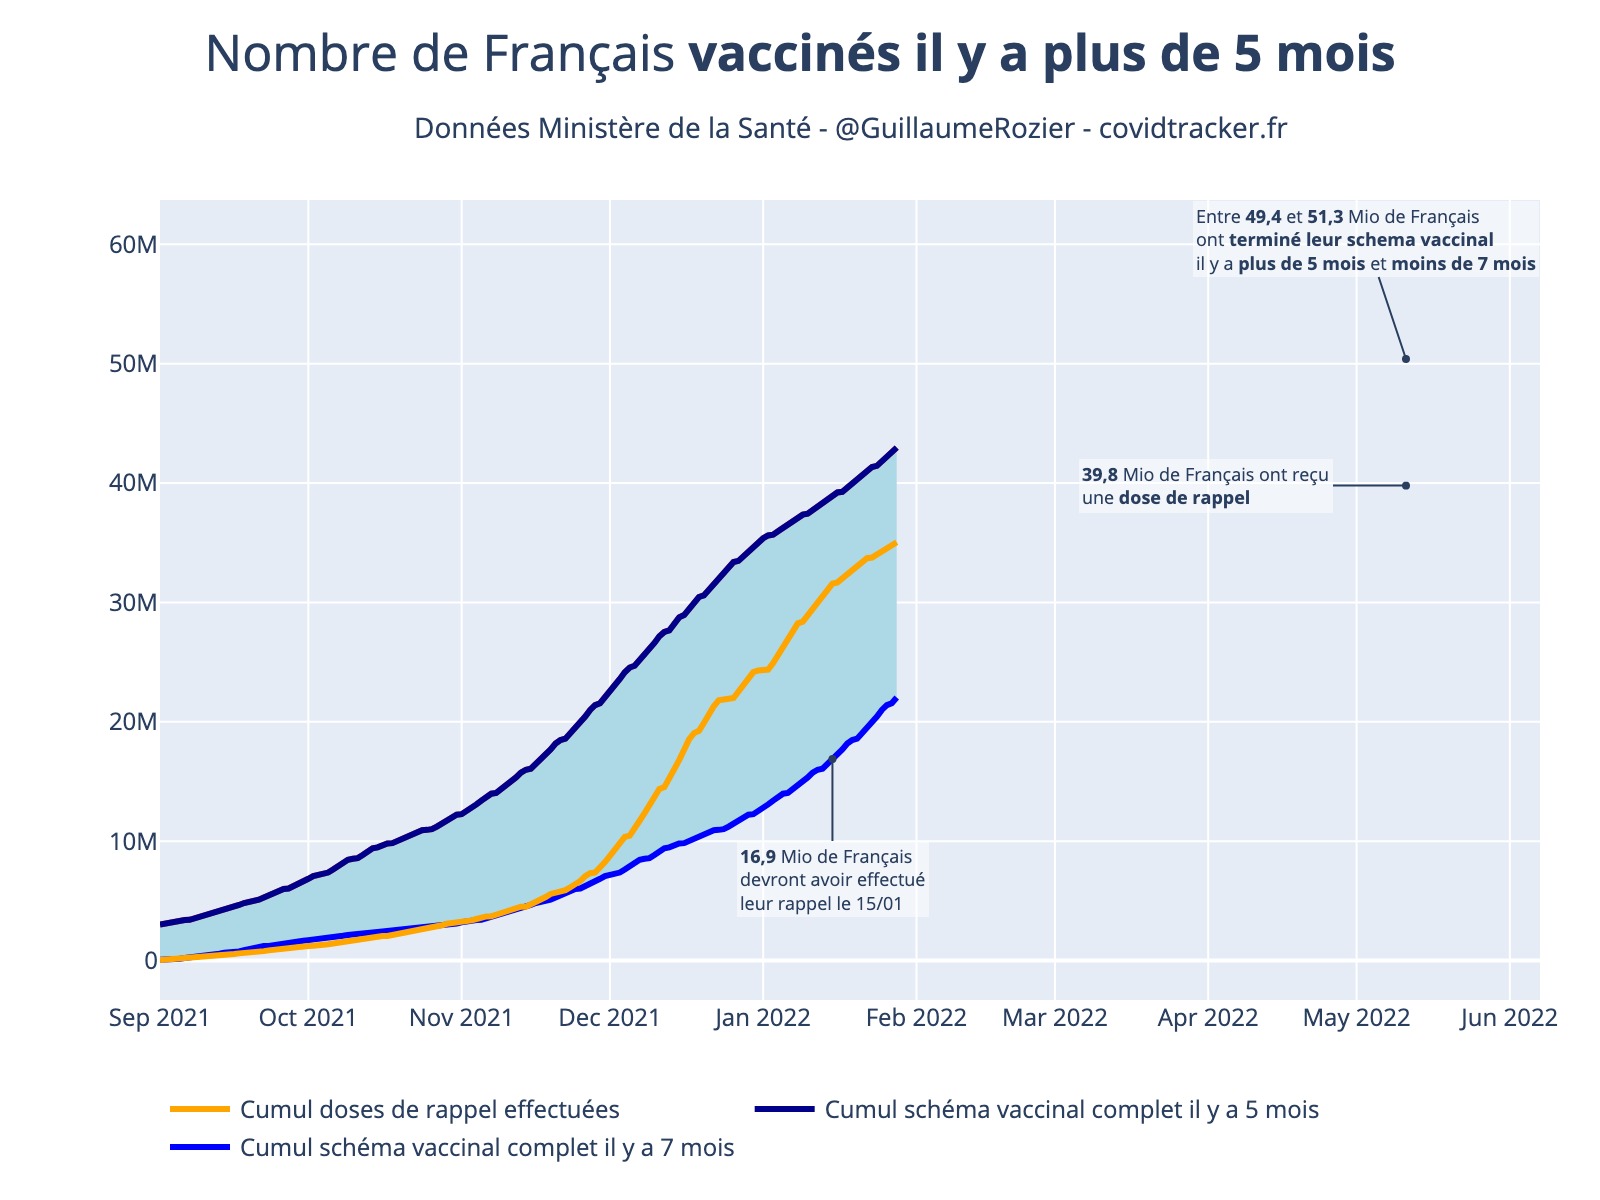 Nombre de Français vaccinés il y a plus de 5 mois
Données Ministère de la Santé - @GuillaumeRozier - covidtracker.fr
Entre 49,4 et 51,3 Mio de Français
ont terminé leur schema vaccinal
il y a plus de 5 mois et moins de 7 mois
60M
50M
39,8 Mio de Français ont reçu
une dose de rappel
40M
30M
20M
10M
16,9 Mio de Français
devront avoir effectué
leur rappel le 15/01
0
Sep 2021 Oct 2021 Nov 2021 Dec 2021 Jan 2022 Feb 2022 Mar 2022 Apr 2022 May 2022 Jun 2022
Cumul doses de rappel effectuées Cumul schéma vaccinal complet il y a 5 mois
Cumul schéma vaccinal complet il y a 7 mois